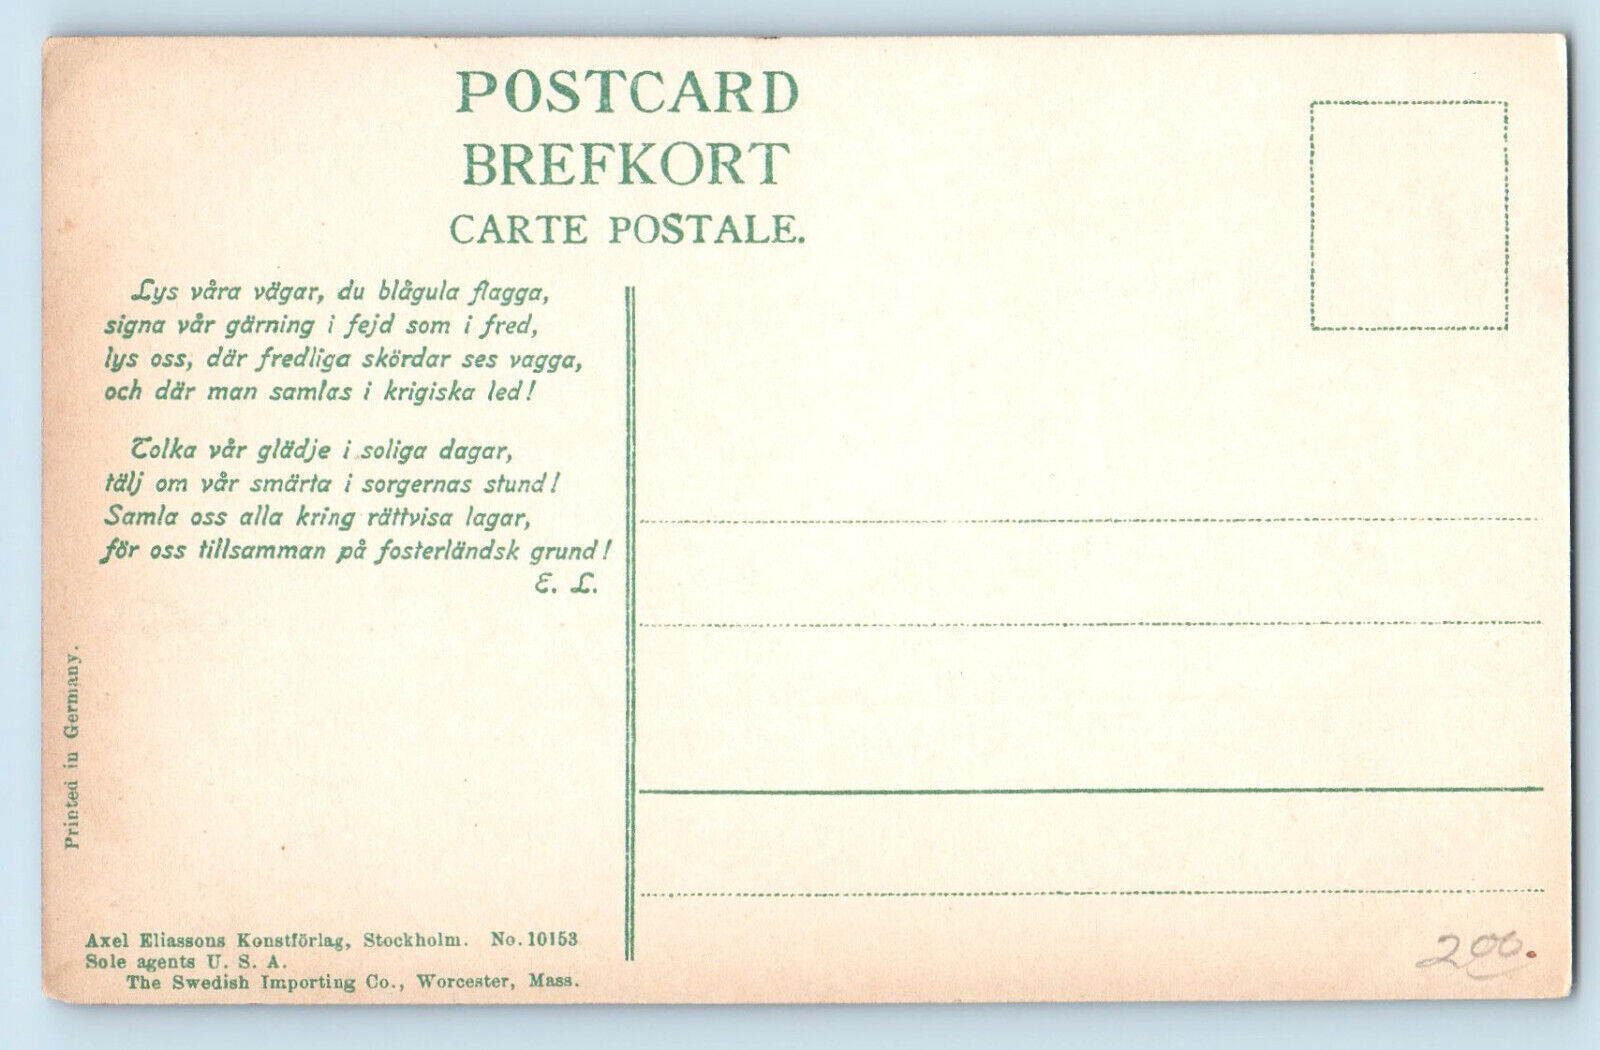 POSTCARD
BREFKORT
CARTE POSTALE.
Lys våra vägar, du blågula flagga,
signa vår gärning i fejd som i fred,
lys oss, där fredliga skördar ses vagga,
och där man samlas i krigiska led!
Tolka vår glädje i soliga dagar,
tälj om vår smärta i sorgernas stund!
Samla oss alla kring rättvisa lagar,
för oss tillsamman på fosterländsk grund!
E. L.
Printed in Germany.
Axel Eliassons Konstförlag, Stockholm. No. 10153
Sole agents U. S. A.
The Swedish Importing Co., Worcester, Mass.
200.